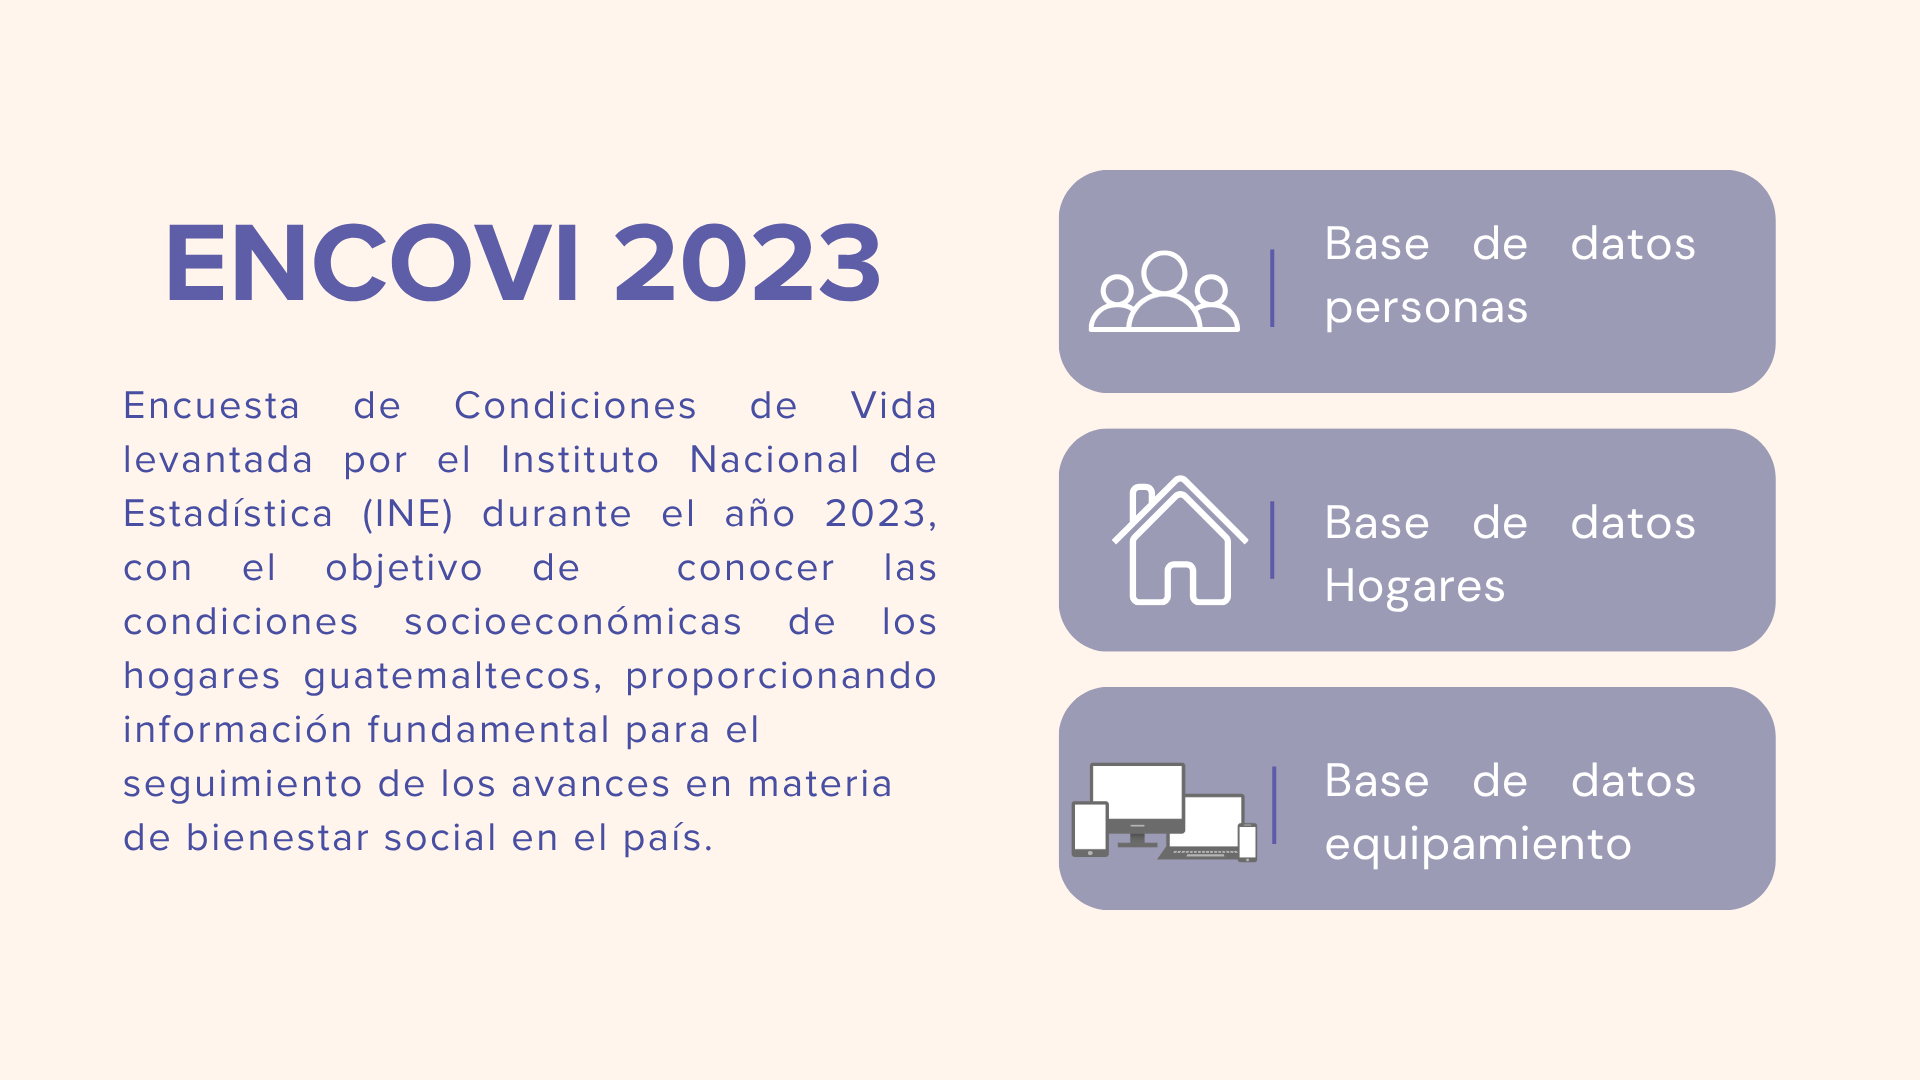 ENCOVI 2023
Encuesta de Condiciones de Vida
levantada por el Instituto Nacional de
Estadística (INE) durante el año 2023,
con el objetivo de conocer las
condiciones socioeconómicas de los
hogares guatemaltecos, proporcionando
información fundamental para el
seguimiento de los avances en materia
de bienestar social en el país.
Base de datos
personas
Base de datos
Hogares
Base de datos
equipamiento